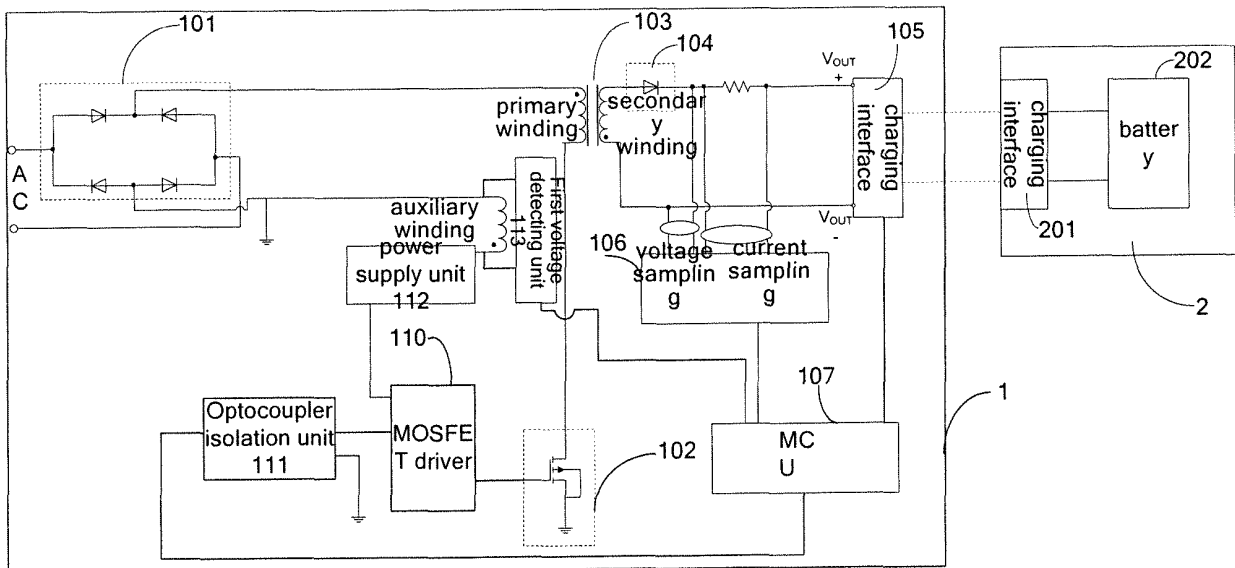 101
103
104
105
V_OUT
+
202
A
C
primary
winding
secondar
y
winding
charging
interface
charging
interface
batter
y
201
2
auxiliary
winding
First voltage
detecting unit
113
V_OUT
-
106
voltage
samplin
g
current
samplin
g
power
supply unit
112
110
107
1
Optocoupler
isolation unit
111
MOSFE
T driver
102
MC
U